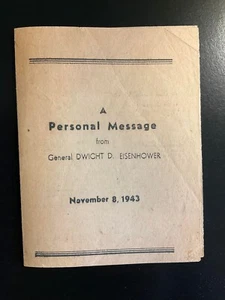 A
Personal Message
from
General DWIGHT D. EISENHOWER
November 8, 1943